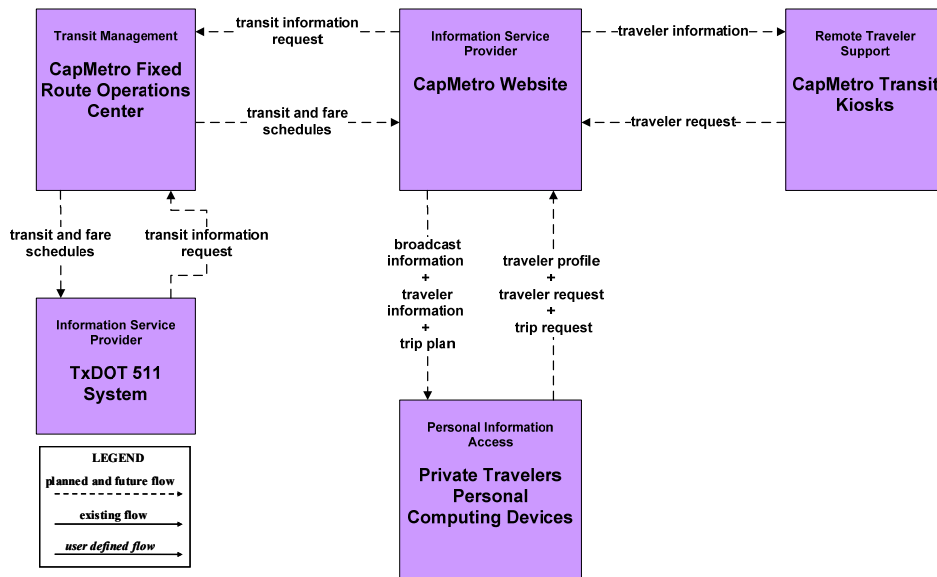 Transit Management
CapMetro Fixed
Route Operations
Center
transit information
request
Information Service
Provider
CapMetro Website
traveler information
Remote Traveler
Support
CapMetro Transit
Kiosks
transit and fare
schedules
traveler request
transit and fare
schedules
transit information
request
broadcast
information
+
traveler
information
+
trip plan
traveler profile
+
traveler request
+
trip request
Information Service
Provider
TxDOT 511
System
Personal Information
Access
Private Travelers
Personal
Computing Devices
LEGEND
planned and future flow
existing flow
user defined flow